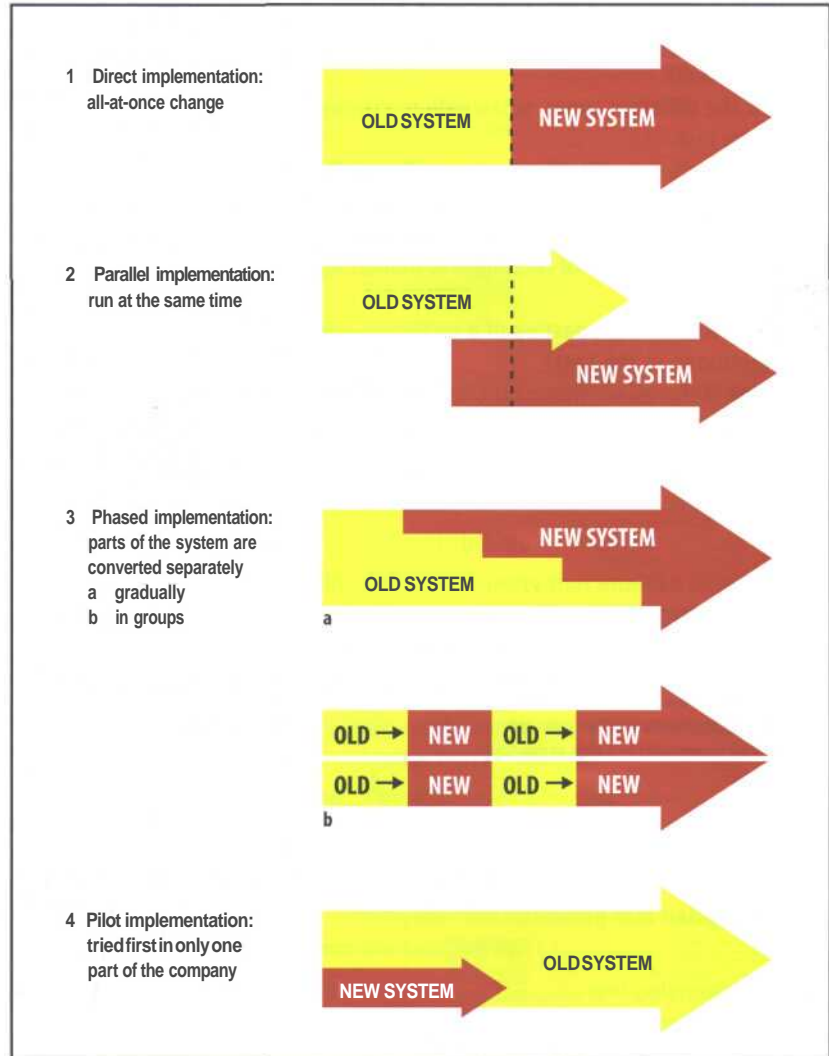 1 Direct implementation:
all-at-once change
OLD SYSTEM
NEW SYSTEM
2 Parallel implementation:
run at the same time
OLD SYSTEM
NEW SYSTEM
3 Phased implementation:
parts of the system are
converted separately
a gradually
b in groups
NEW SYSTEM
OLD SYSTEM
a
OLD → NEW OLD → NEW
OLD → NEW OLD → NEW
b
4 Pilot implementation:
tried first in only one
part of the company
OLD SYSTEM
NEW SYSTEM